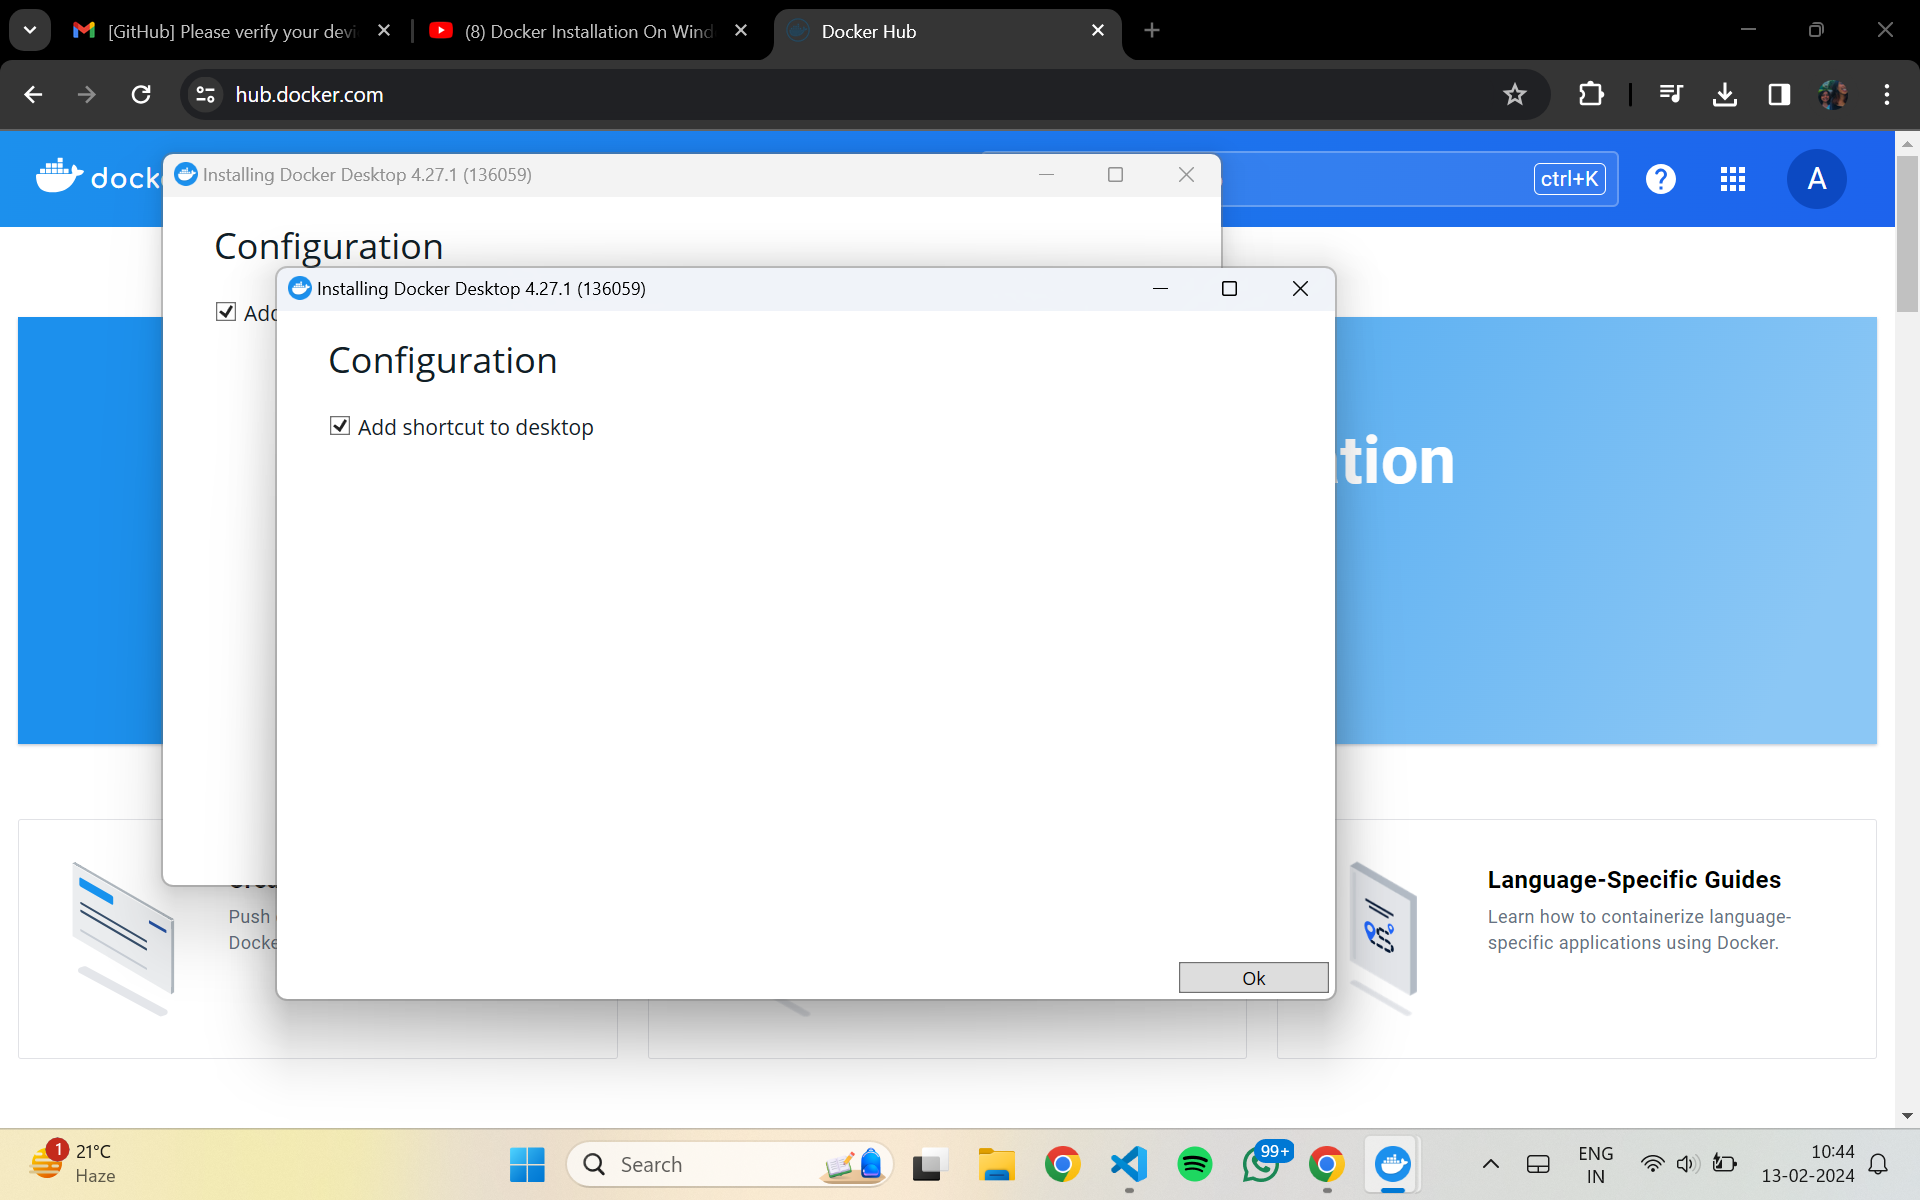 [GitHub] Please verify your devi
(8) Docker Installation On Wind
Docker Hub
hub.docker.com
dock
ctrl+K
A
Installing Docker Desktop 4.27.1 (136059)
Configuration
Add
Installing Docker Desktop 4.27.1 (136059)
Configuration
Add shortcut to desktop
tion
Push
Docke
Language-Specific Guides
Learn how to containerize language-
specific applications using Docker.
Ok
1
21°C
Haze
Search
99+
ENG
IN
10:44
13-02-2024